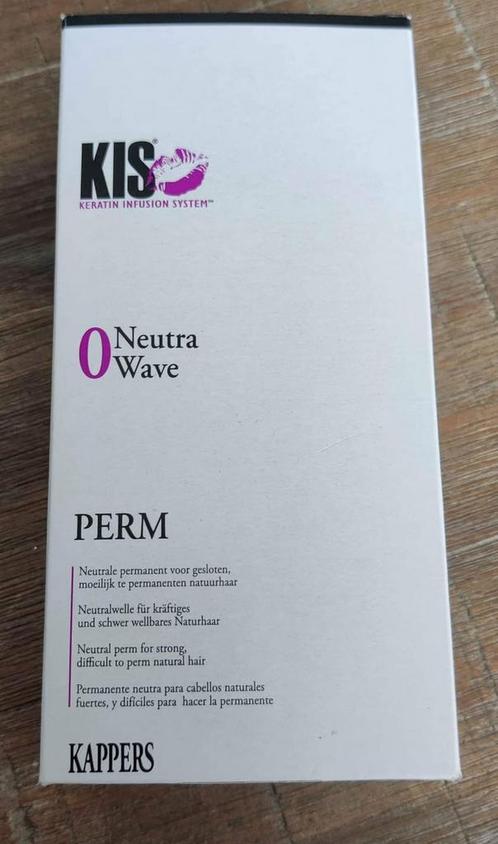 KIS®
KERATIN INFUSION SYSTEM™
0 Neutra
Wave
PERM
Neutrale permanent voor gesloten,
moeilijk te permanenten natuurhaar
Neutralwelle für kräftiges
und schwer wellbares Naturhaar
Neutral perm for strong,
difficult to perm natural hair
Permanente neutra para cabellos naturales
fuertes, y difíciles para hacer la permanente
KAPPERS